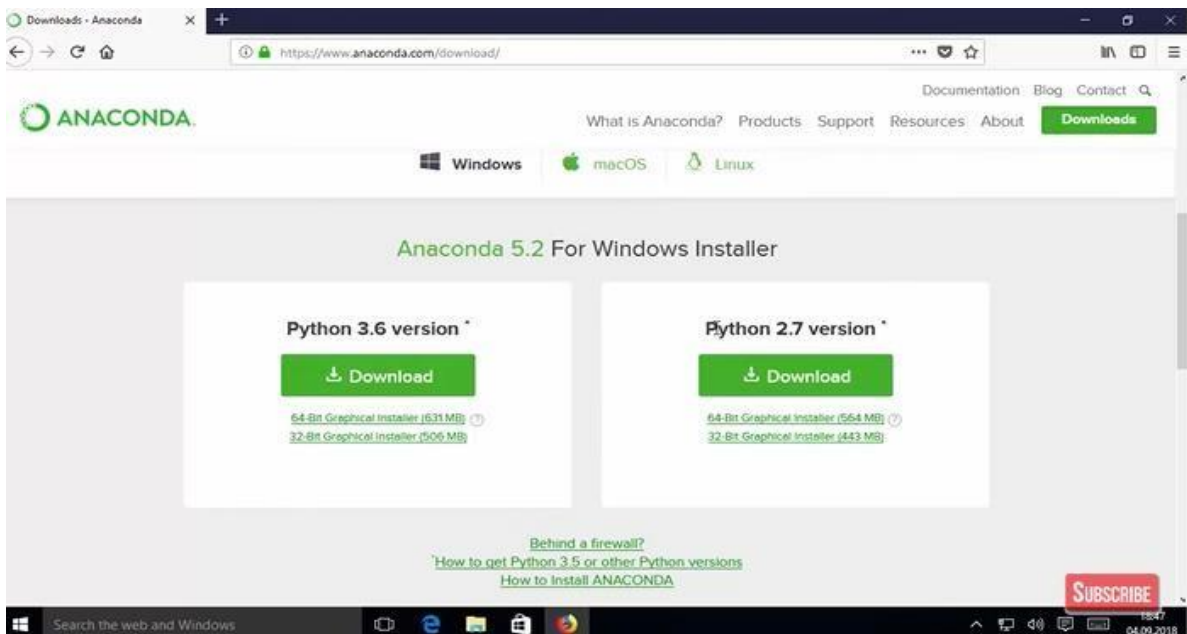 Downloads - Anaconda
https://www.anaconda.com/download/
Documentation Blog Contact
ANACONDA.
What is Anaconda? Products Support Resources About Downloads
Windows macOS Linux
Anaconda 5.2 For Windows Installer
Python 3.6 version *
Python 2.7 version *
Download
Download
64-Bit Graphical Installer (631 MB) ?
64-Bit Graphical Installer (564 MB) ?
32-Bit Graphical Installer (506 MB)
32-Bit Graphical Installer (443 MB)
Behind a firewall?
*How to get Python 3.5 or other Python versions
How to Install ANACONDA
SUBSCRIBE
Search the web and Windows
18:47
04.09.2018